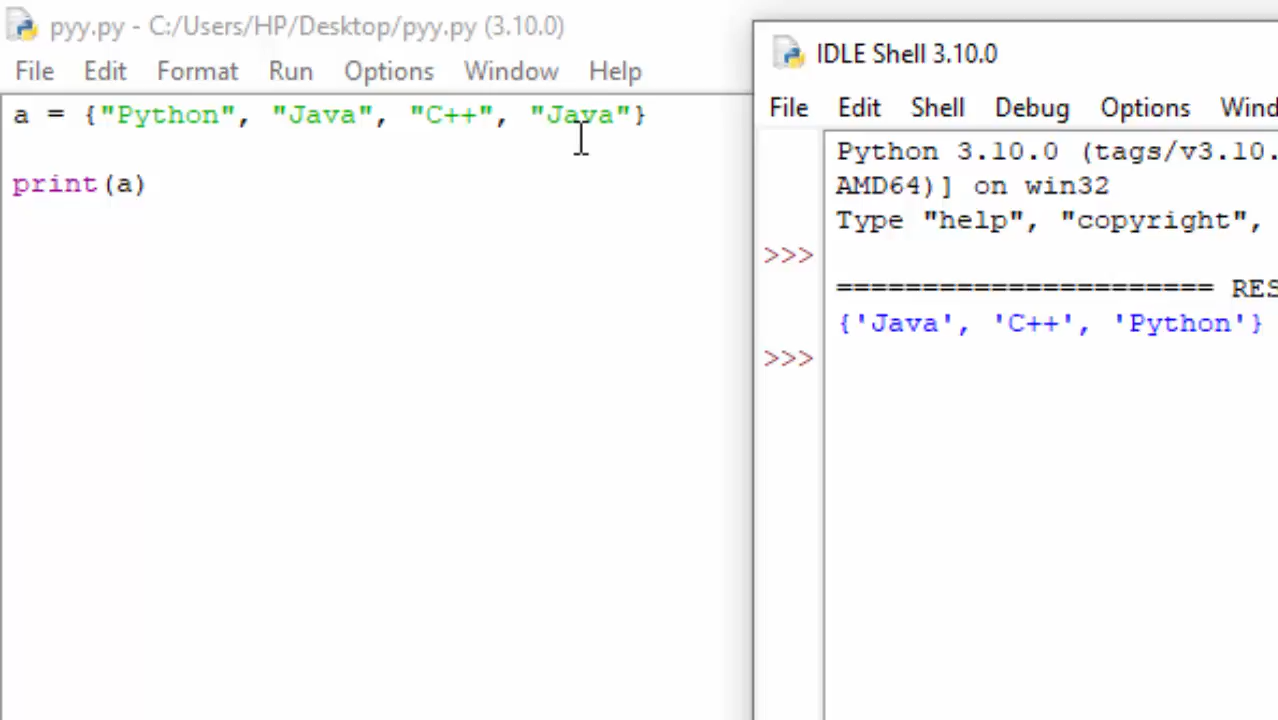 pyy.py - C:/Users/HP/Desktop/pyy.py (3.10.0)
File Edit Format Run Options Window Help
a = {"Python", "Java", "C++", "Java"}
print(a)
IDLE Shell 3.10.0
File Edit Shell Debug Options Wind
Python 3.10.0 (tags/v3.10.
AMD64)] on win32
Type "help", "copyright",
>>>
====================== RES
{'Java', 'C++', 'Python'}
>>>